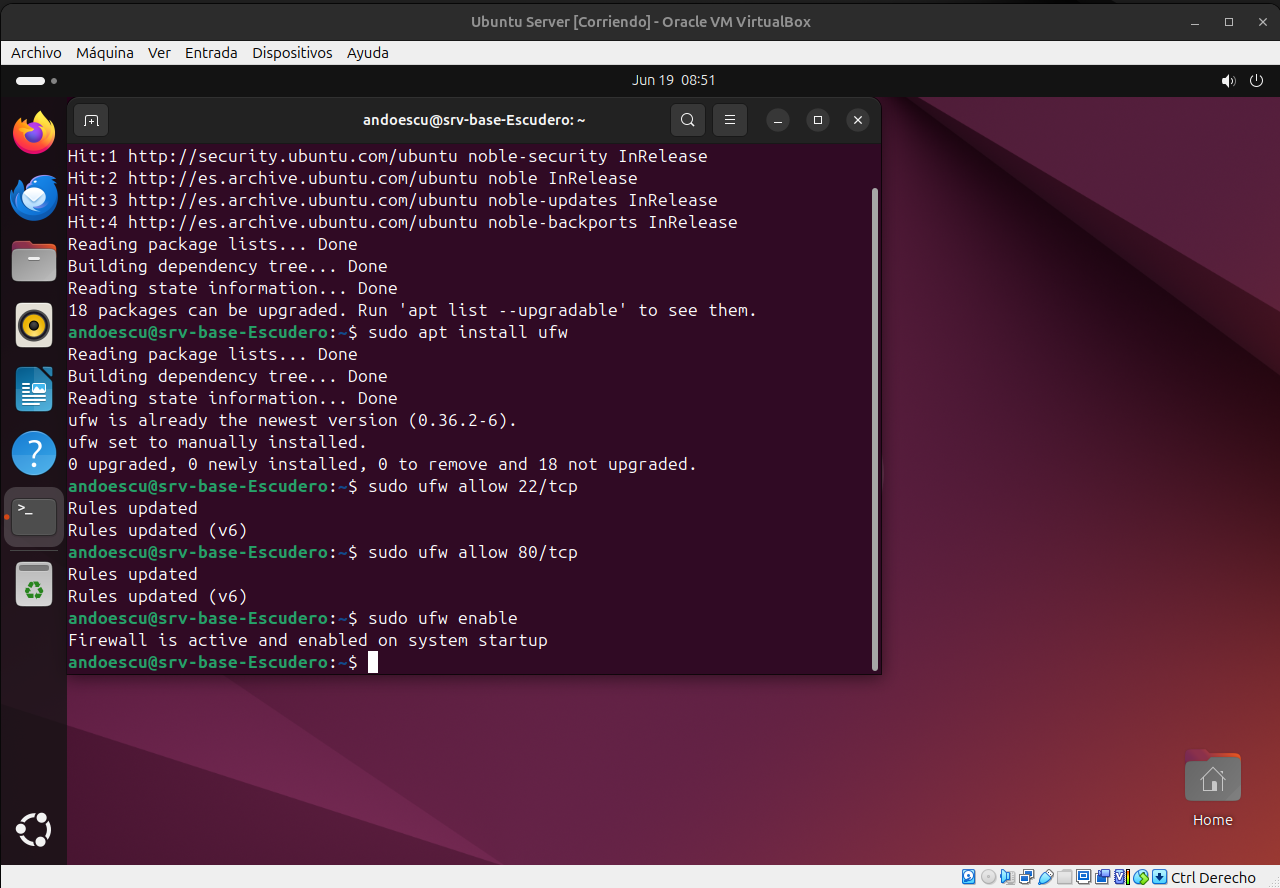 Ubuntu Server [Corriendo] - Oracle VM VirtualBox
Archivo Máquina Ver Entrada Dispositivos Ayuda
Jun 19 08:51
andoescu@srv-base-Escudero: ~
Hit:1 http://security.ubuntu.com/ubuntu noble-security InRelease
Hit:2 http://es.archive.ubuntu.com/ubuntu noble InRelease
Hit:3 http://es.archive.ubuntu.com/ubuntu noble-updates InRelease
Hit:4 http://es.archive.ubuntu.com/ubuntu noble-backports InRelease
Reading package lists... Done
Building dependency tree... Done
Reading state information... Done
18 packages can be upgraded. Run 'apt list --upgradable' to see them.
andoescu@srv-base-Escudero:~$ sudo apt install ufw
Reading package lists... Done
Building dependency tree... Done
Reading state information... Done
ufw is already the newest version (0.36.2-6).
ufw set to manually installed.
0 upgraded, 0 newly installed, 0 to remove and 18 not upgraded.
andoescu@srv-base-Escudero:~$ sudo ufw allow 22/tcp
Rules updated
Rules updated (v6)
andoescu@srv-base-Escudero:~$ sudo ufw allow 80/tcp
Rules updated
Rules updated (v6)
andoescu@srv-base-Escudero:~$ sudo ufw enable
Firewall is active and enabled on system startup
andoescu@srv-base-Escudero:~$
Home
Ctrl Derecho